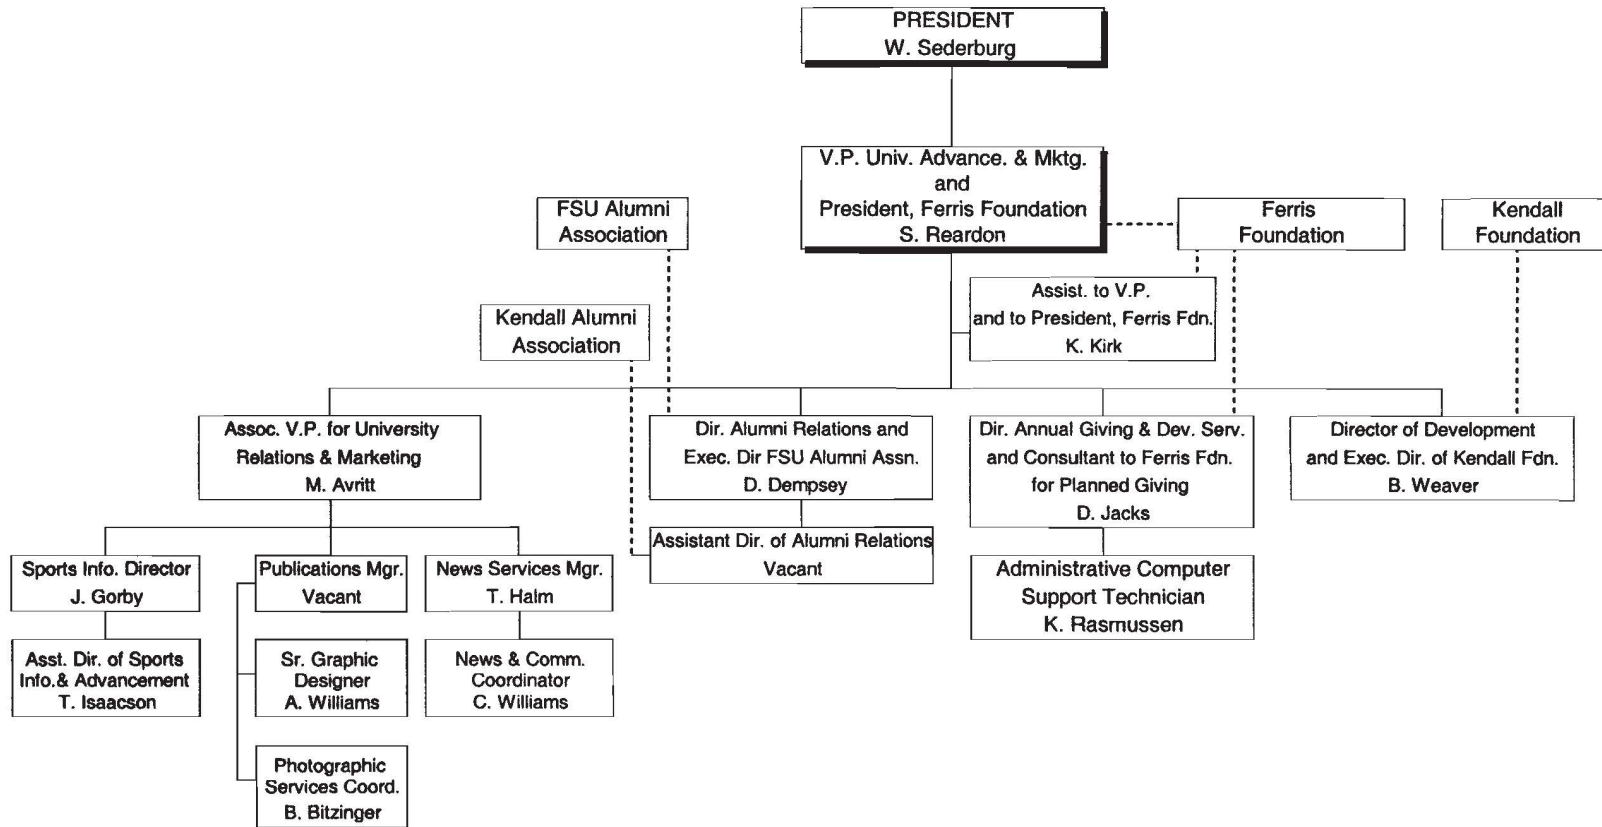 PRESIDENT
W. Sederburg
V.P. Univ. Advance. & Mktg.
and
President, Ferris Foundation
S. Reardon
FSU Alumni
Association
Ferris
Foundation
Kendall
Foundation
Assist. to V.P.
and to President, Ferris Fdn.
K. Kirk
Kendall Alumni
Association
Assoc. V.P. for University
Relations & Marketing
M. Avritt
Dir. Alumni Relations and
Exec. Dir FSU Alumni Assn.
D. Dempsey
Dir. Annual Giving & Dev. Serv.
and Consultant to Ferris Fdn.
for Planned Giving
D. Jacks
Director of Development
and Exec. Dir. of Kendall Fdn.
B. Weaver
Sports Info. Director
J. Gorby
Publications Mgr.
Vacant
News Services Mgr.
T. Halm
Assistant Dir. of Alumni Relations
Vacant
Administrative Computer
Support Technician
K. Rasmussen
Asst. Dir. of Sports
Info.& Advancement
T. Isaacson
Sr. Graphic
Designer
A. Williams
News & Comm.
Coordinator
C. Williams
Photographic
Services Coord.
B. Bitzinger